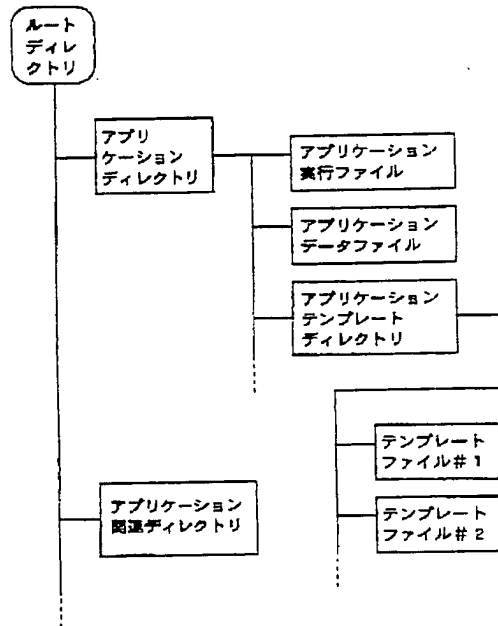 ルート
ディレ
クトリ
アプリ
ケーション
ディレクトリ
アプリケーション
実行ファイル
アプリケーション
データファイル
アプリケーション
テンプレート
ディレクトリ
テンプレート
ファイル＃１
テンプレート
ファイル＃２
アプリケーション
関連ディレクトリ